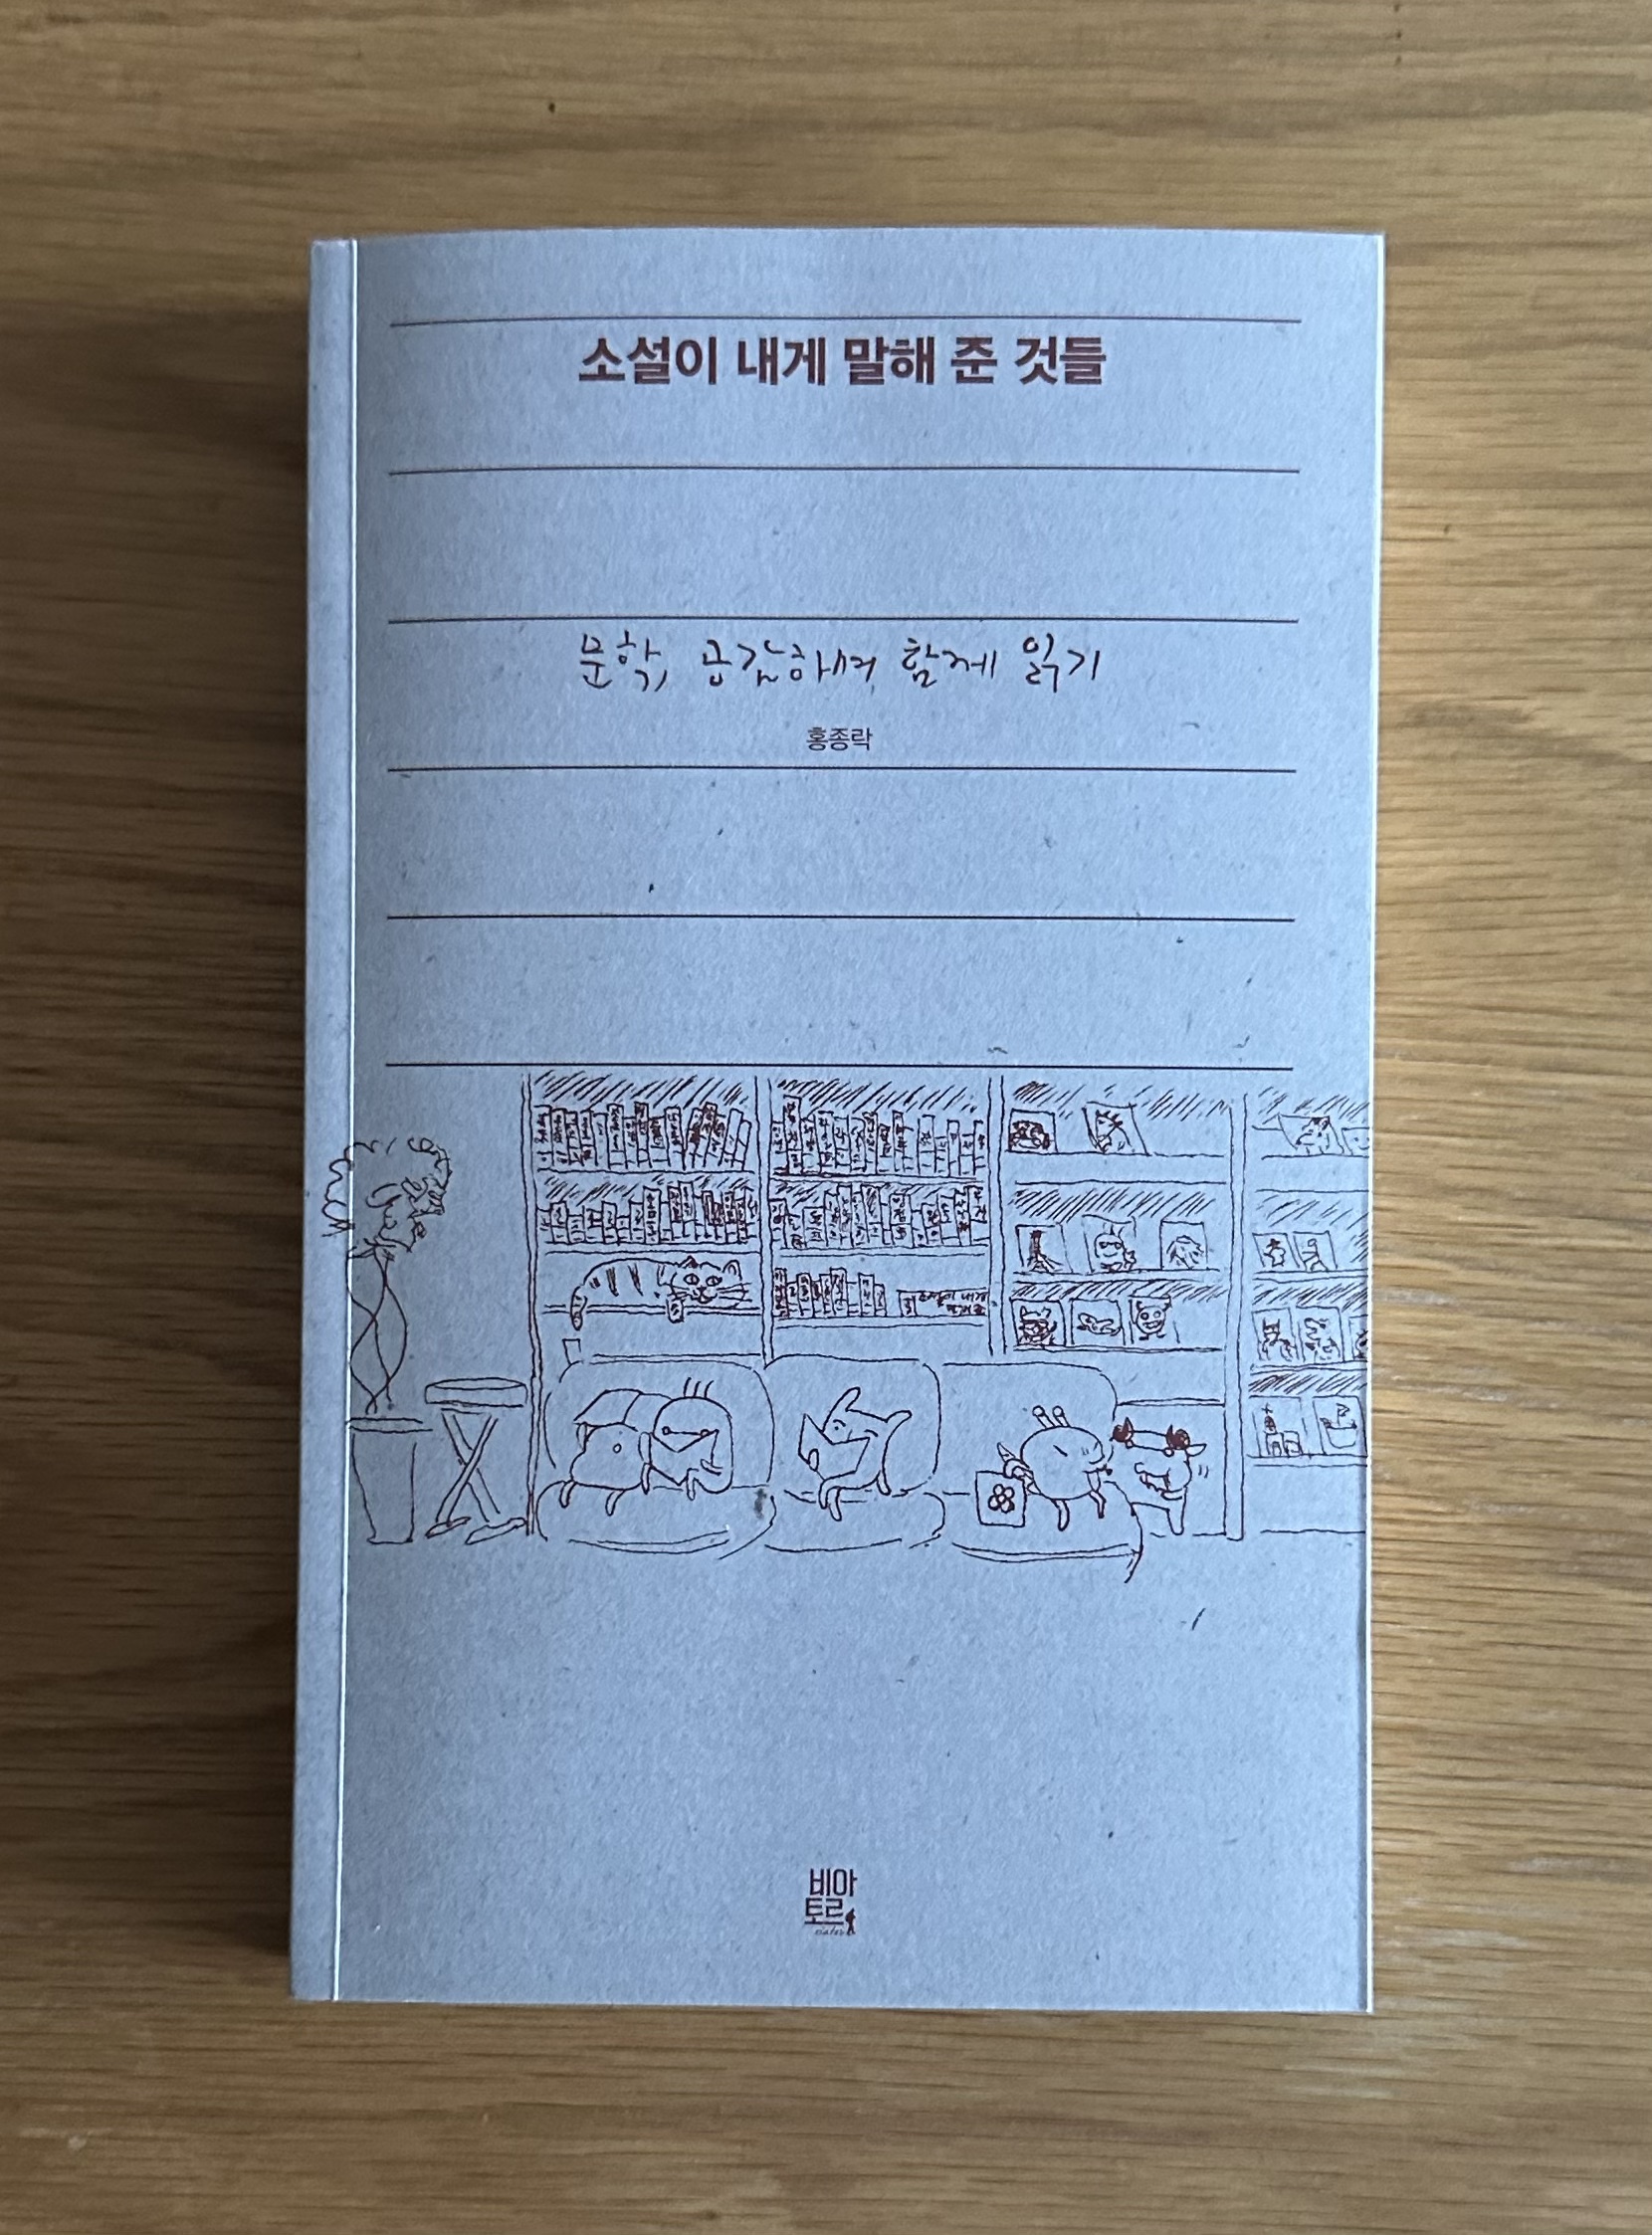 소설이 내게 말해 준 것들
문학, 공감하며 함께 읽기
홍종락
비아
토르
viator